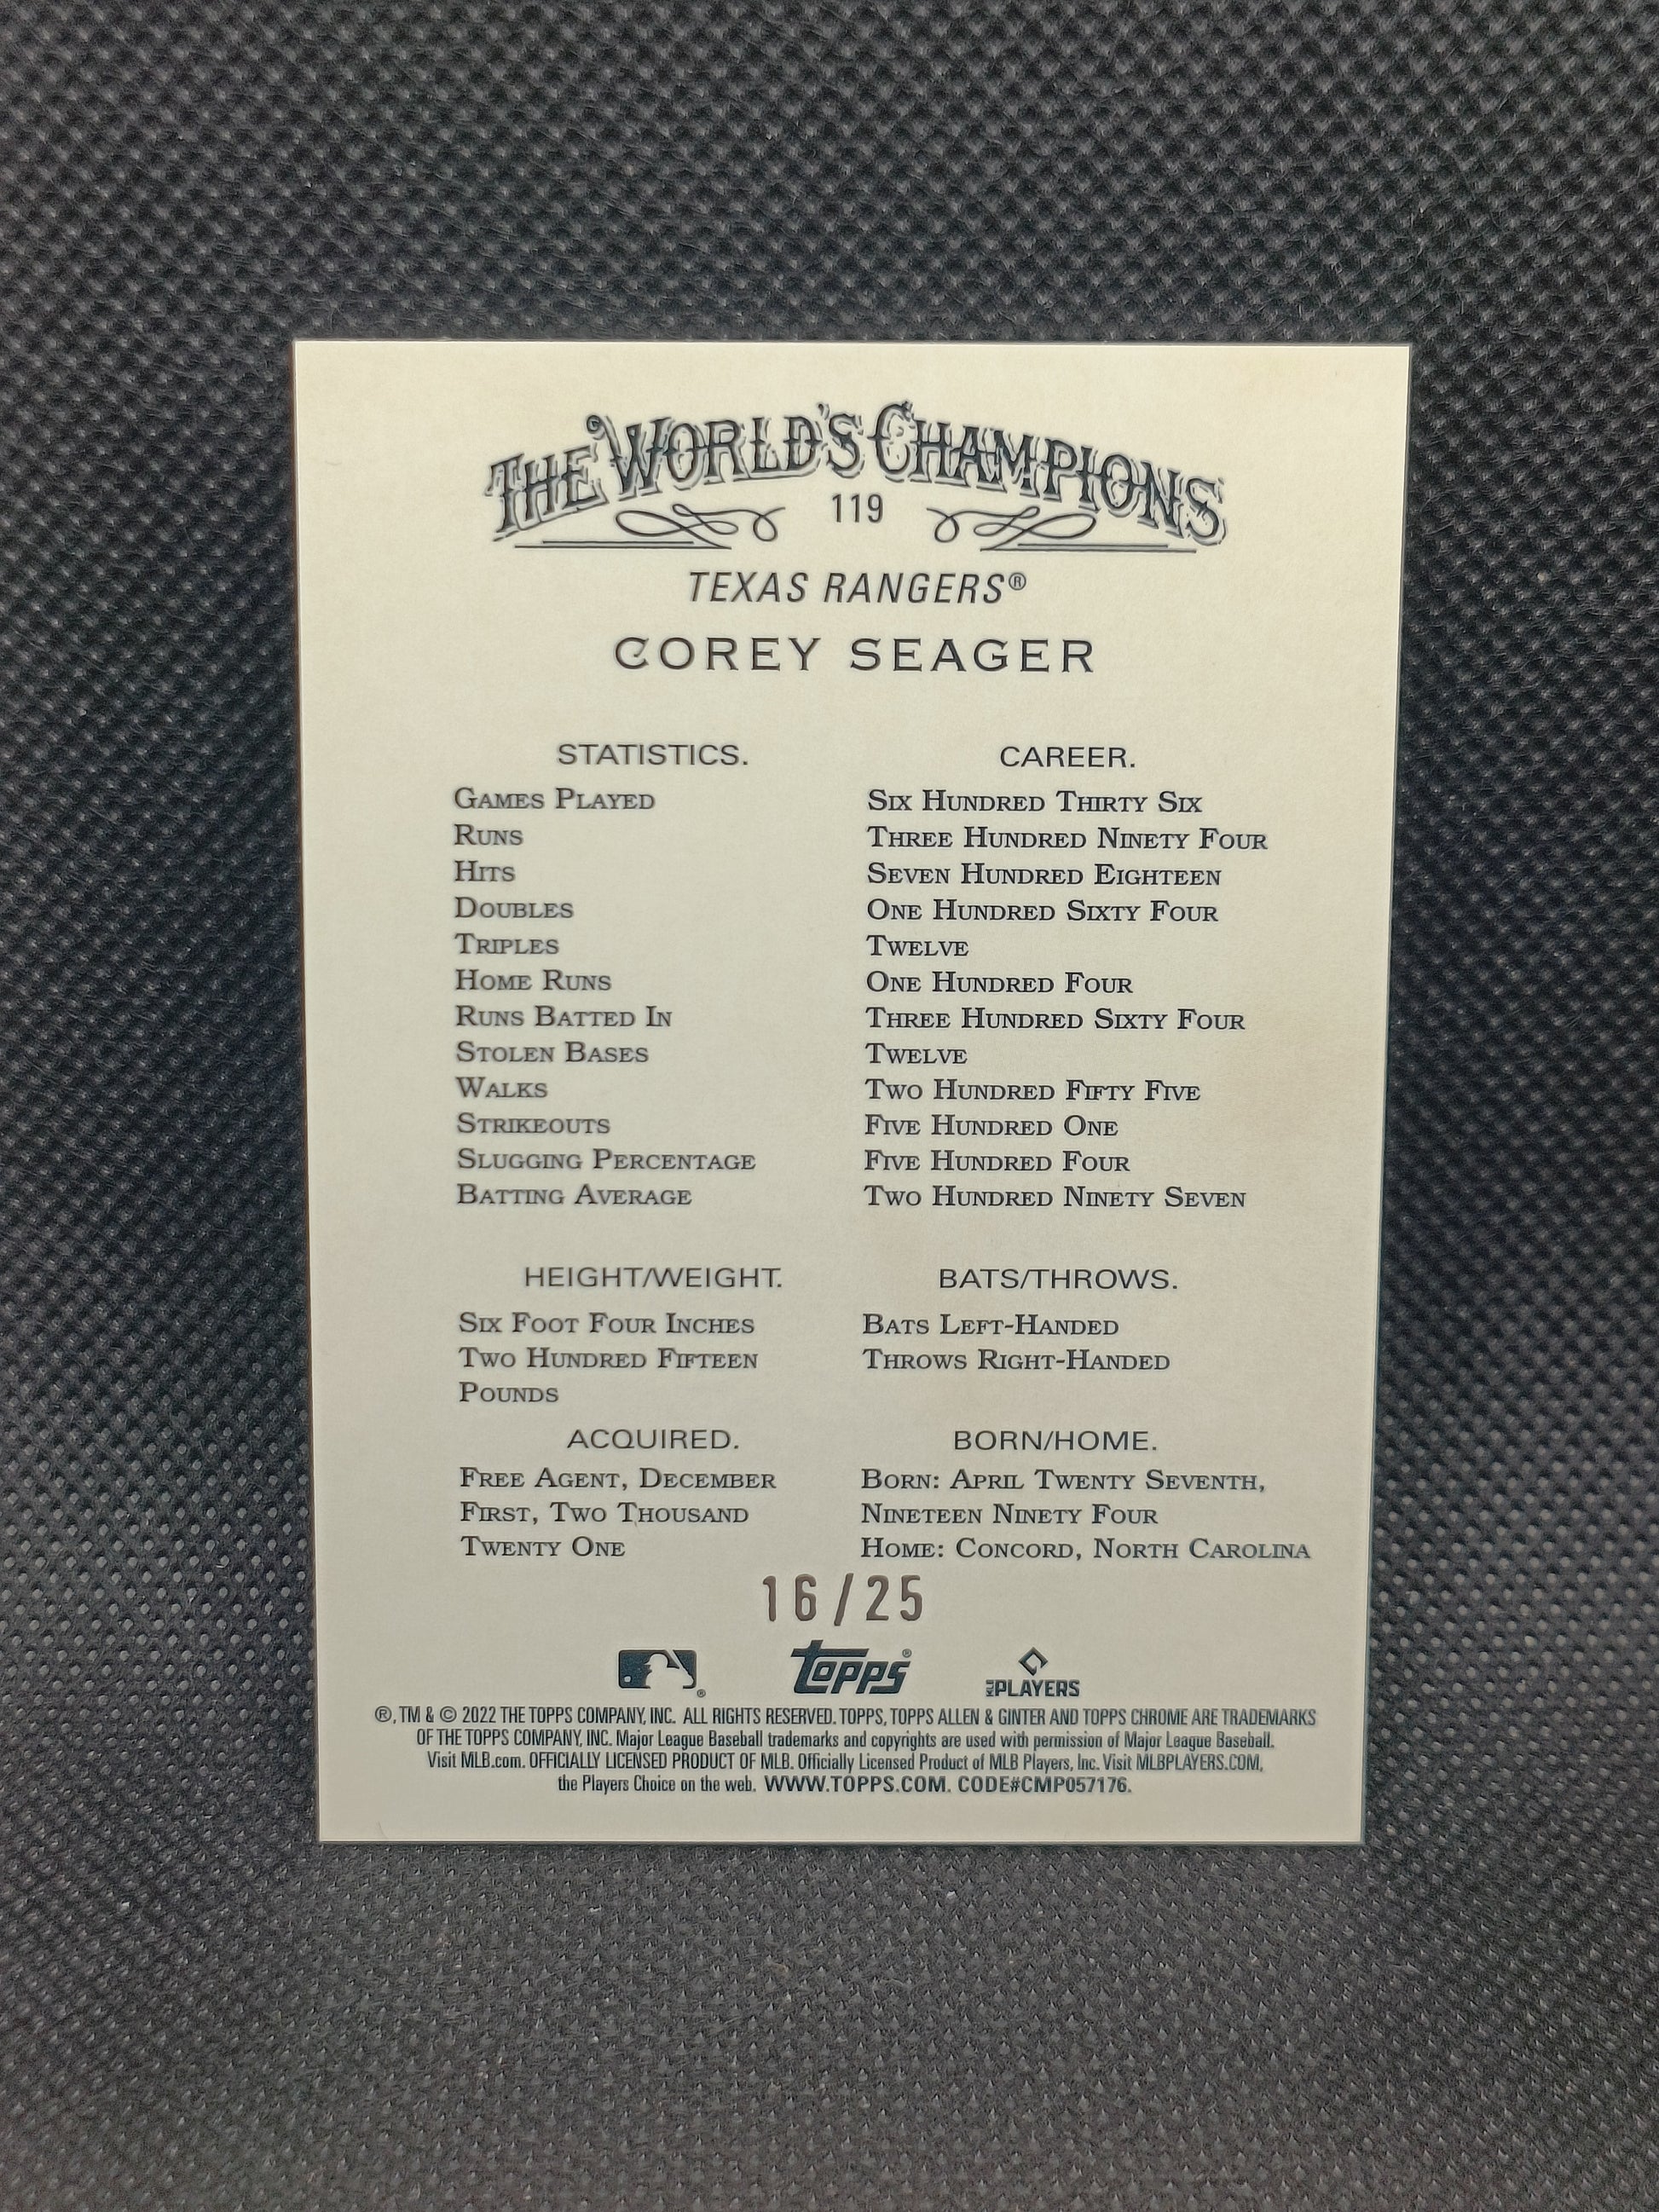 THE WORLD'S CHAMPIONS
119
TEXAS RANGERS®
COREY SEAGER
STATISTICS. CAREER.
GAMES PLAYED SIX HUNDRED THIRTY SIX
RUNS THREE HUNDRED NINETY FOUR
HITS SEVEN HUNDRED EIGHTEEN
DOUBLES ONE HUNDRED SIXTY FOUR
TRIPLES TWELVE
HOME RUNS ONE HUNDRED FOUR
RUNS BATTED IN THREE HUNDRED SIXTY FOUR
STOLEN BASES TWELVE
WALKS TWO HUNDRED FIFTY FIVE
STRIKEOUTS FIVE HUNDRED ONE
SLUGGING PERCENTAGE FIVE HUNDRED FOUR
BATTING AVERAGE TWO HUNDRED NINETY SEVEN
HEIGHT/WEIGHT.
SIX FOOT FOUR INCHES
TWO HUNDRED FIFTEEN
POUNDS
BATS/THROWS.
BATS LEFT-HANDED
THROWS RIGHT-HANDED
ACQUIRED.
FREE AGENT, DECEMBER
FIRST, TWO THOUSAND
TWENTY ONE
BORN/HOME.
BORN: APRIL TWENTY SEVENTH,
NINETEEN NINETY FOUR
HOME: CONCORD, NORTH CAROLINA
16/25
® topps® MLB PLAYERS
®, TM & © 2022 THE TOPPS COMPANY, INC. ALL RIGHTS RESERVED. TOPPS, TOPPS ALLEN & GINTER AND TOPPS CHROME ARE TRADEMARKS
OF THE TOPPS COMPANY, INC. Major League Baseball trademarks and copyrights are used with permission of Major League Baseball.
Visit MLB.com. OFFICIALLY LICENSED PRODUCT OF MLB. Officially Licensed Product of MLB Players, Inc. Visit MLBPLAYERS.COM,
the Players Choice on the web. WWW.TOPPS.COM. CODE#CMP057176.